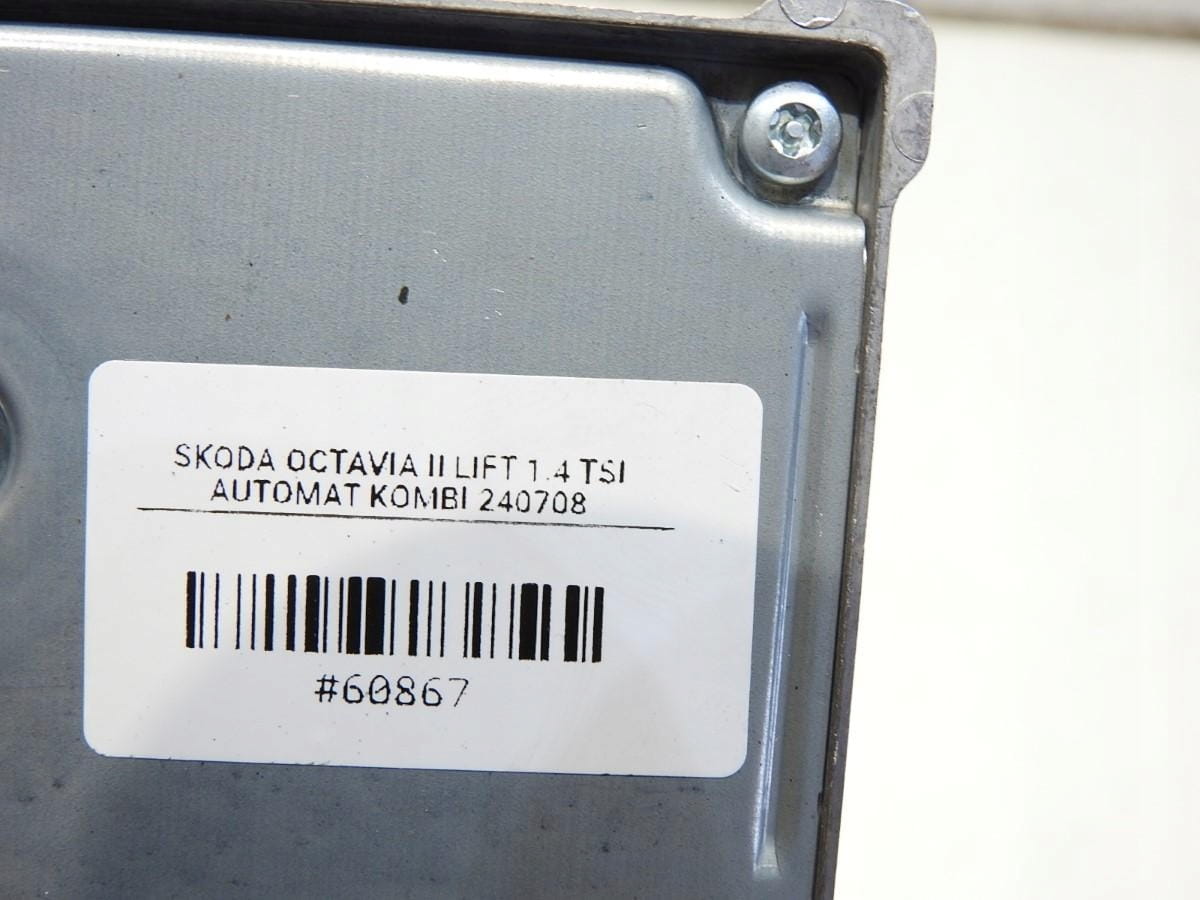 SKODA OCTAVIA II LIFT 1.4 TSI
AUTOMAT KOMBI 240708
#60867